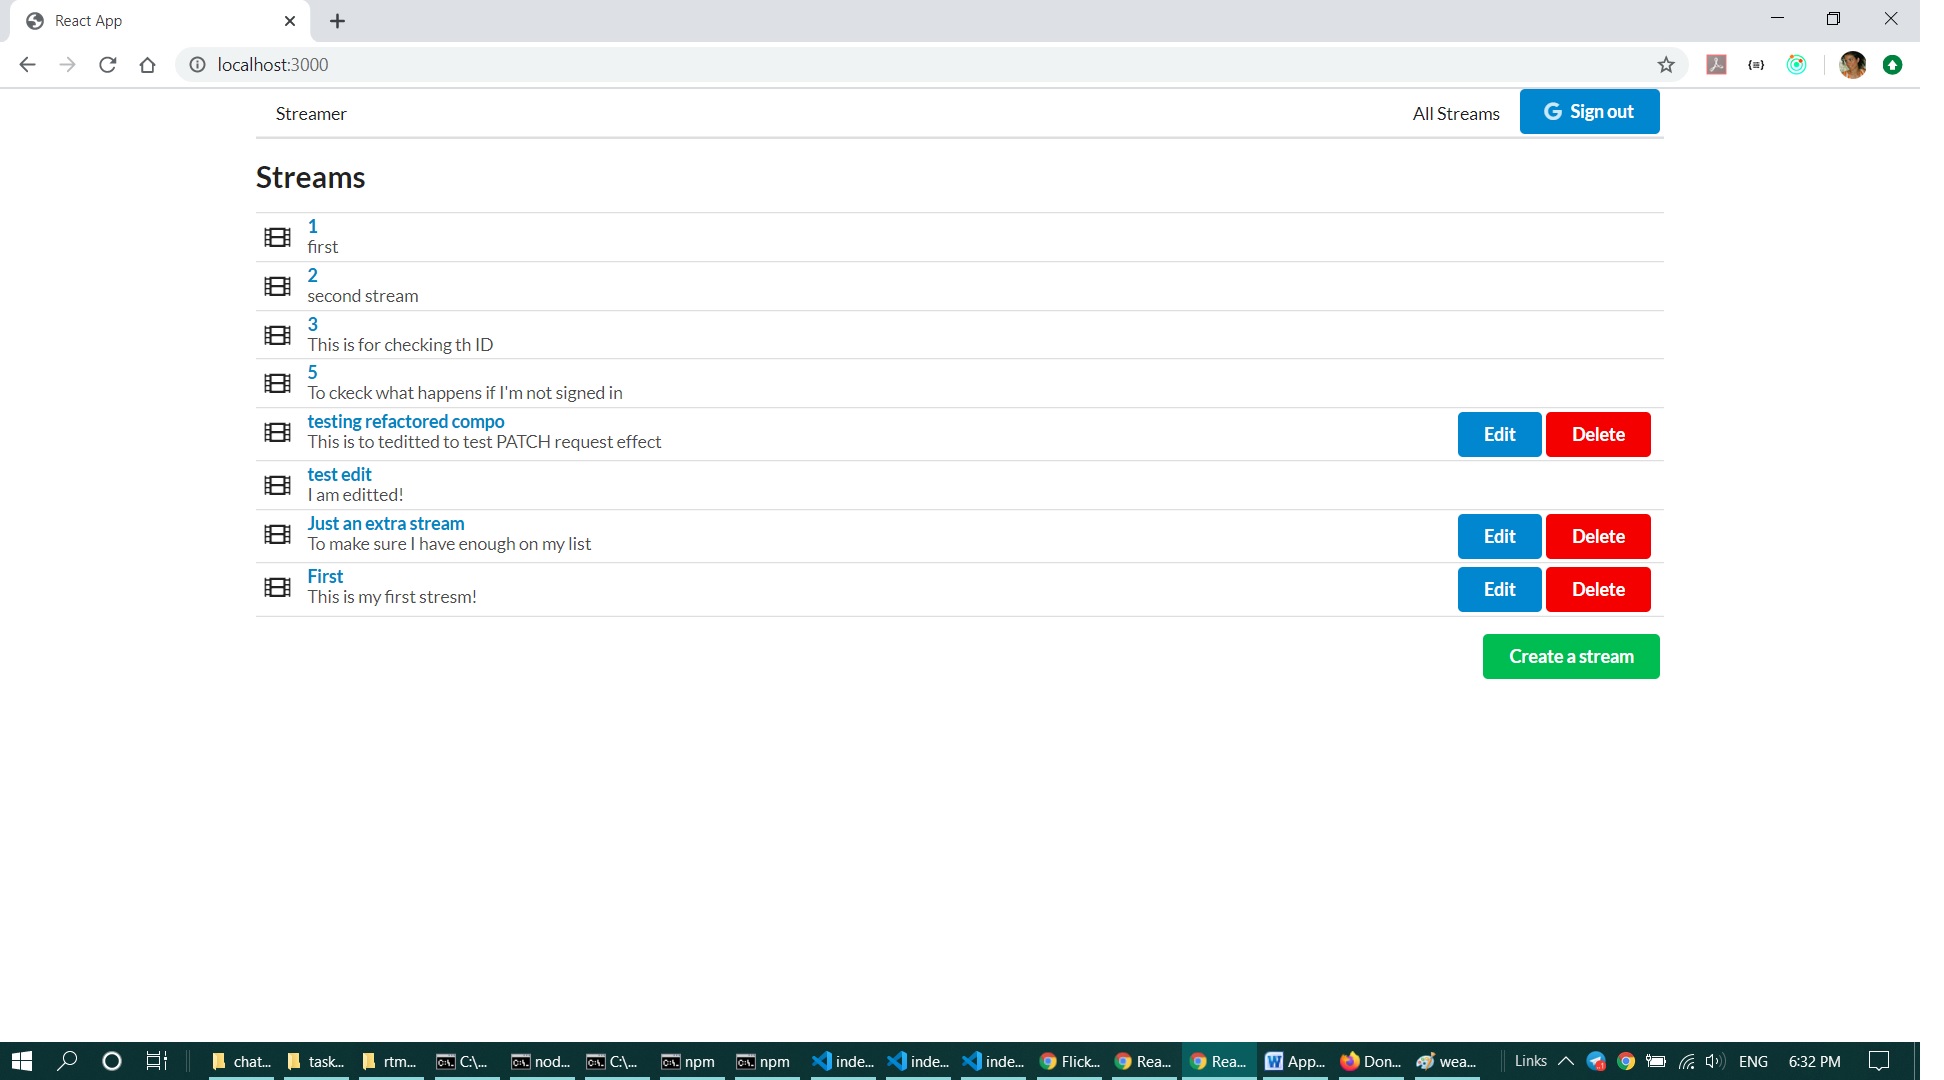 React App
localhost:3000
Streamer
All Streams
Sign out
Streams
1
first
2
second stream
3
This is for checking th ID
5
To ckeck what happens if I'm not signed in
testing refactored compo
This is to teditted to test PATCH request effect
Edit
Delete
test edit
I am editted!
Just an extra stream
To make sure I have enough on my list
Edit
Delete
First
This is my first stresm!
Edit
Delete
Create a stream
chat... task... rtm... C:\... nod... C:\... npm npm inde... inde... inde... Flick... Rea... Rea... App... Don... wea... Links ENG 6:32 PM